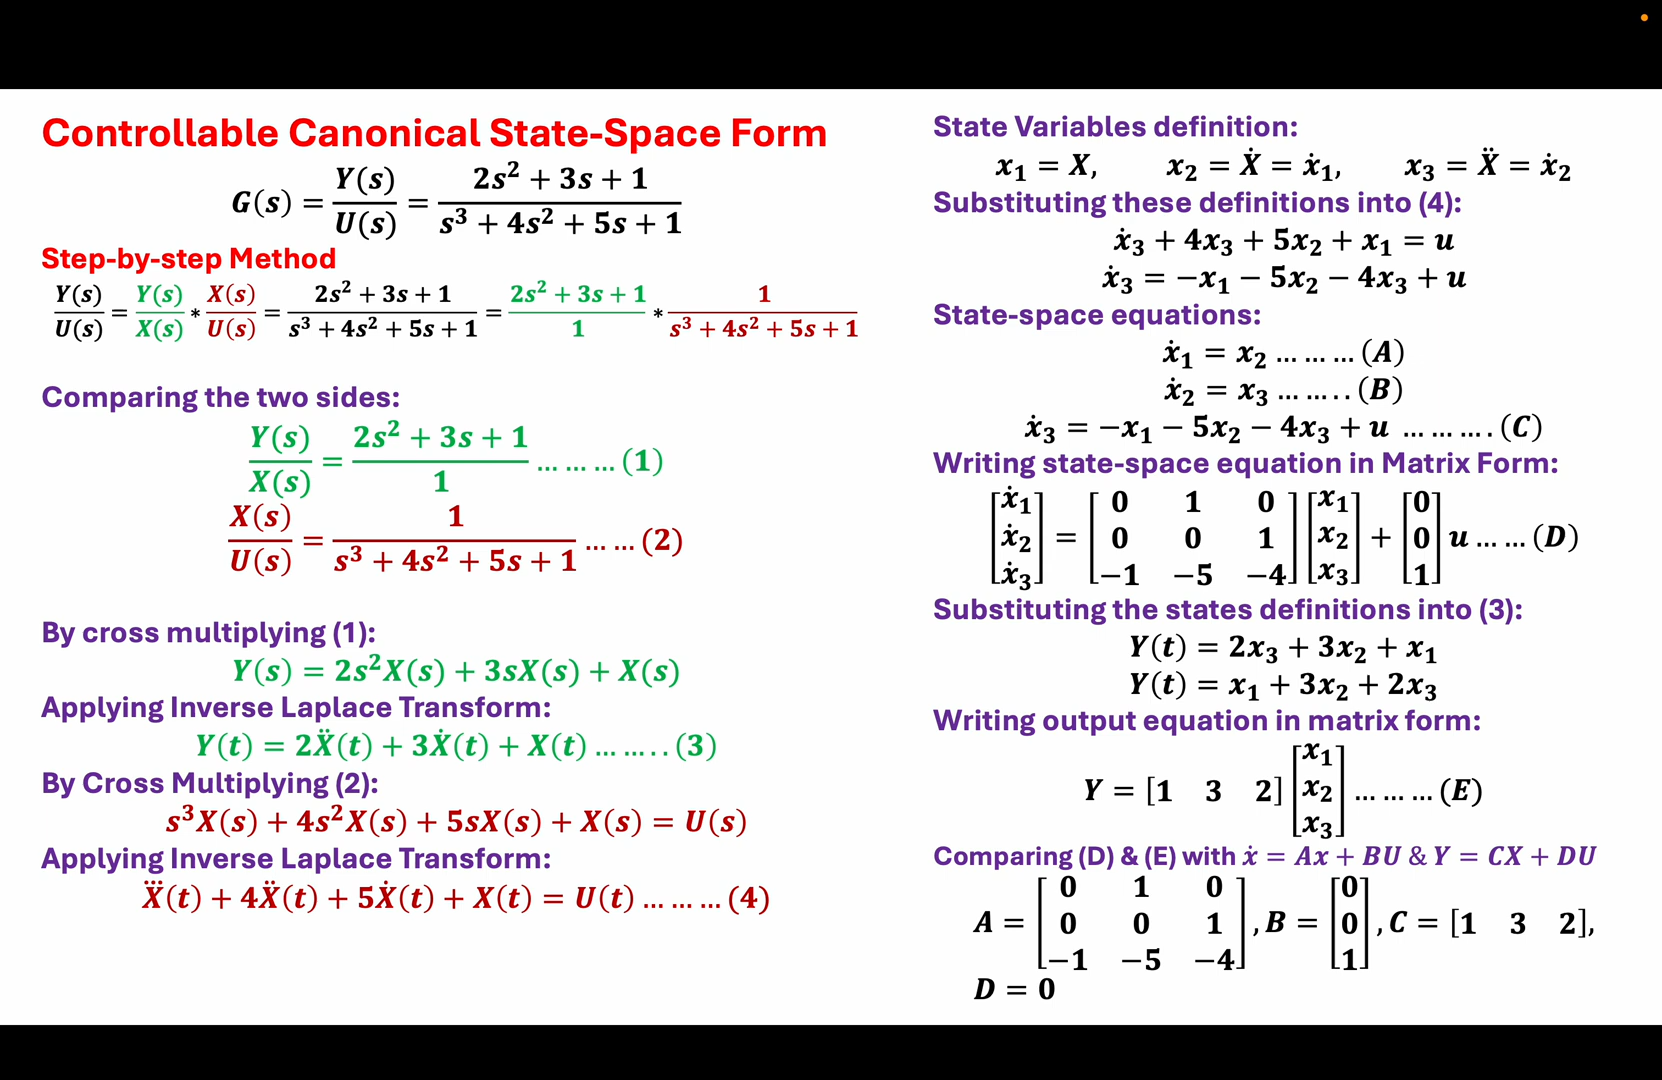 Controllable Canonical State-Space Form
G(s) = Y(s)/U(s) = (2s² + 3s + 1)/(s³ + 4s² + 5s + 1)
Step-by-step Method
Y(s)/U(s) = Y(s)/X(s) * X(s)/U(s) = (2s² + 3s + 1)/(s³ + 4s² + 5s + 1) = (2s² + 3s + 1)/1 * 1/(s³ + 4s² + 5s + 1)
Comparing the two sides:
Y(s)/X(s) = (2s² + 3s + 1)/1 ... ... ... (1)
X(s)/U(s) = 1/(s³ + 4s² + 5s + 1) ... ... (2)
By cross multiplying (1):
Y(s) = 2s²X(s) + 3sX(s) + X(s)
Applying Inverse Laplace Transform:
Y(t) = 2Ẍ(t) + 3Ẋ(t) + X(t) ... ... . . (3)
By Cross Multiplying (2):
s³X(s) + 4s²X(s) + 5sX(s) + X(s) = U(s)
Applying Inverse Laplace Transform:
X⃛(t) + 4Ẍ(t) + 5Ẋ(t) + X(t) = U(t) ... ... ... (4)
State Variables definition:
x₁ = X, x₂ = Ẋ = ẋ₁, x₃ = Ẍ = ẋ₂
Substituting these definitions into (4):
ẋ₃ + 4x₃ + 5x₂ + x₁ = u
ẋ₃ = −x₁ − 5x₂ − 4x₃ + u
State-space equations:
ẋ₁ = x₂ ... ... ... (A)
ẋ₂ = x₃ ... ... . . (B)
ẋ₃ = −x₁ − 5x₂ − 4x₃ + u ... ... ... . (C)
Writing state-space equation in Matrix Form:
[ẋ₁; ẋ₂; ẋ₃] = [0 1 0; 0 0 1; −1 −5 −4] [x₁; x₂; x₃] + [0; 0; 1] u ... ... (D)
Substituting the states definitions into (3):
Y(t) = 2x₃ + 3x₂ + x₁
Y(t) = x₁ + 3x₂ + 2x₃
Writing output equation in matrix form:
Y = [1 3 2] [x₁; x₂; x₃] ... ... ... (E)
Comparing (D) & (E) with ẋ = Ax + BU & Y = CX + DU
A = [0 1 0; 0 0 1; −1 −5 −4], B = [0; 0; 1], C = [1 3 2],
D = 0